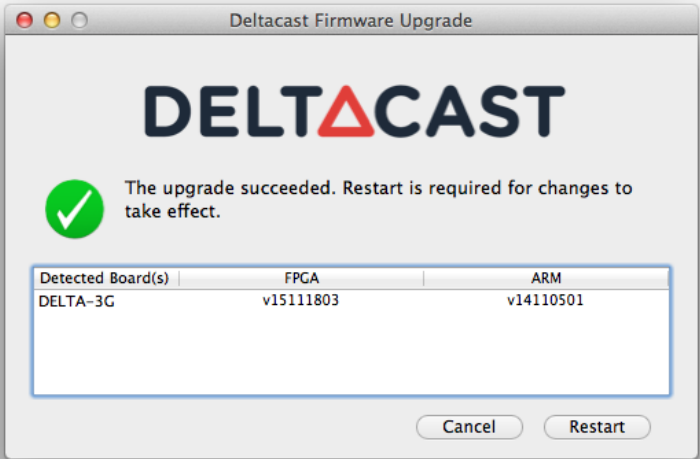 Deltacast Firmware Upgrade
DELTACAST
The upgrade succeeded. Restart is required for changes to
take effect.
Detected Board(s) FPGA ARM
DELTA-3G v15111803 v14110501
Cancel Restart